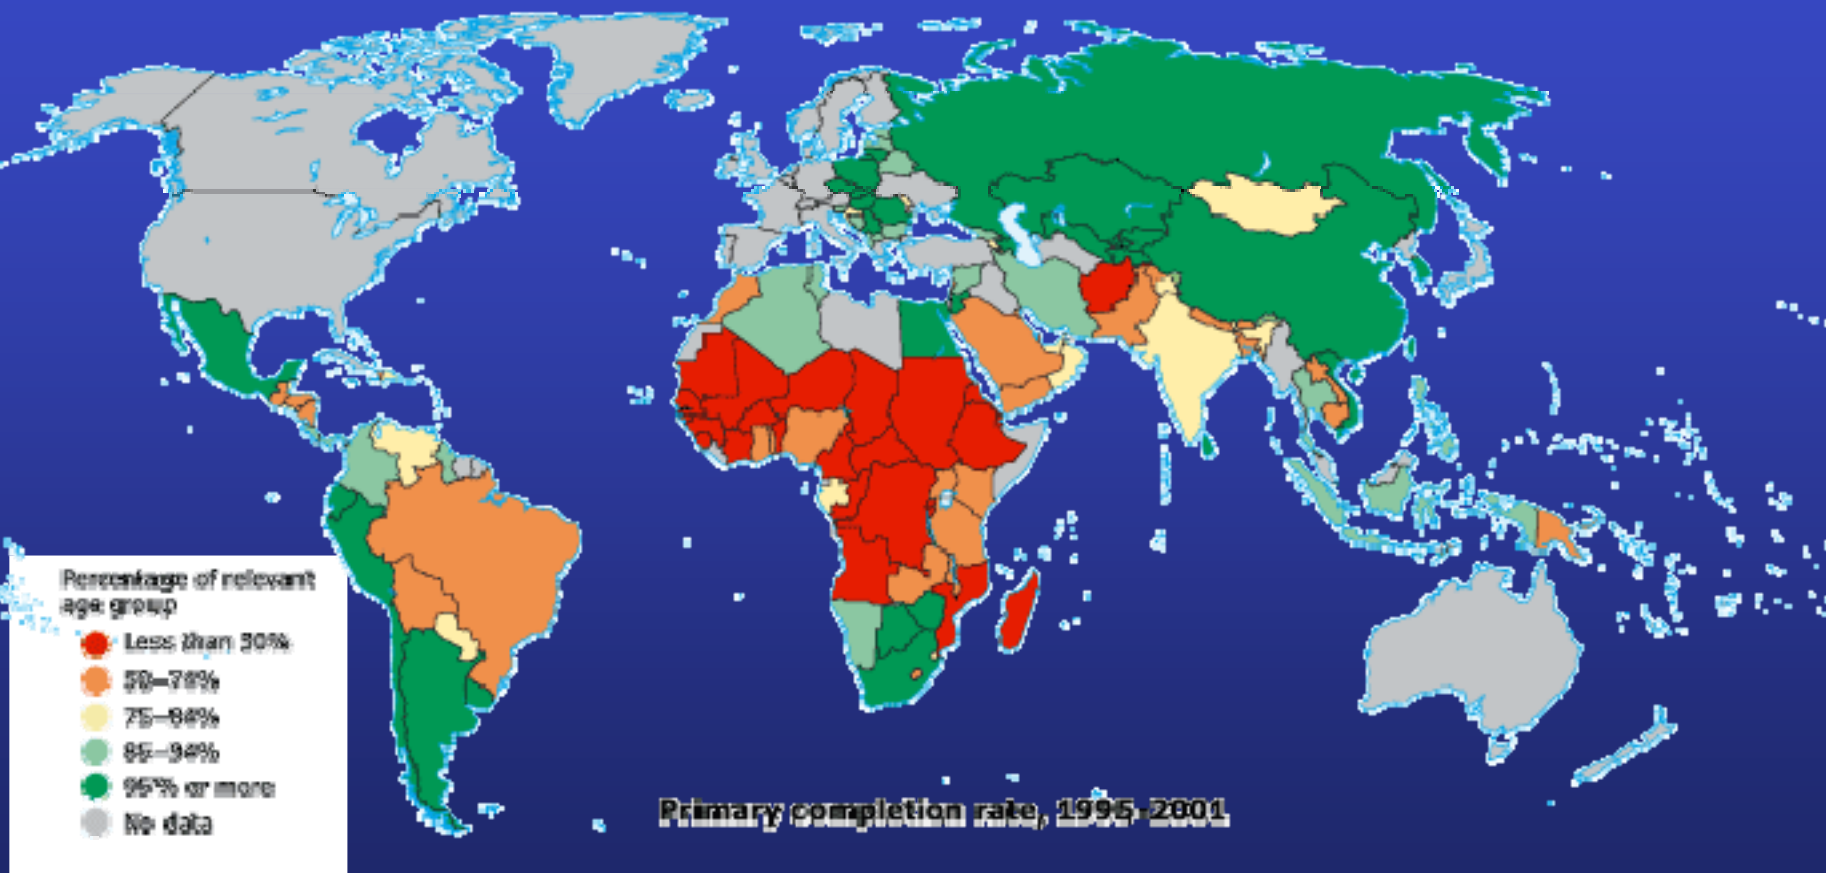 Percentage of relevant
age group
Less than 50%
50–74%
75–84%
85–94%
95% or more
No data
Primary completion rate, 1995-2001